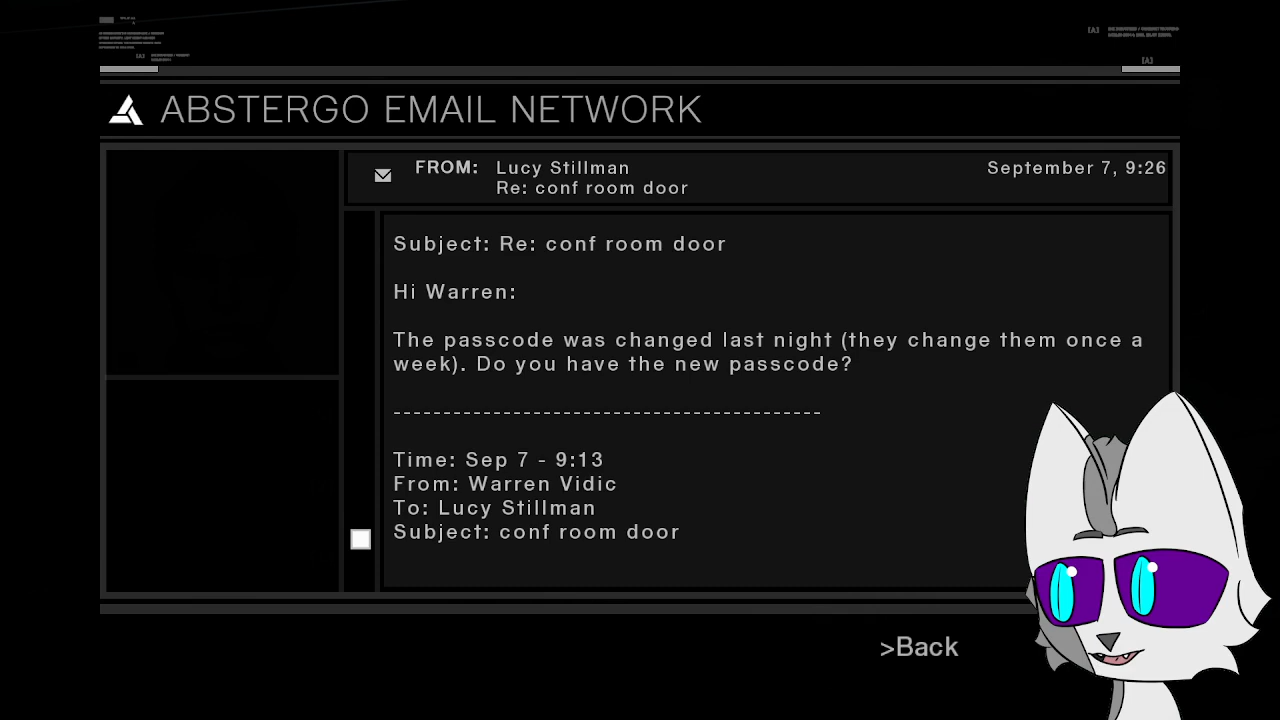 ABSTERGO EMAIL NETWORK
FROM: Lucy Stillman September 7, 9:26
Re: conf room door
Subject: Re: conf room door
Hi Warren:
The passcode was changed last night (they change them once a
week). Do you have the new passcode?
-------------------------------------------
Time: Sep 7 - 9:13
From: Warren Vidic
To: Lucy Stillman
Subject: conf room door
>Back